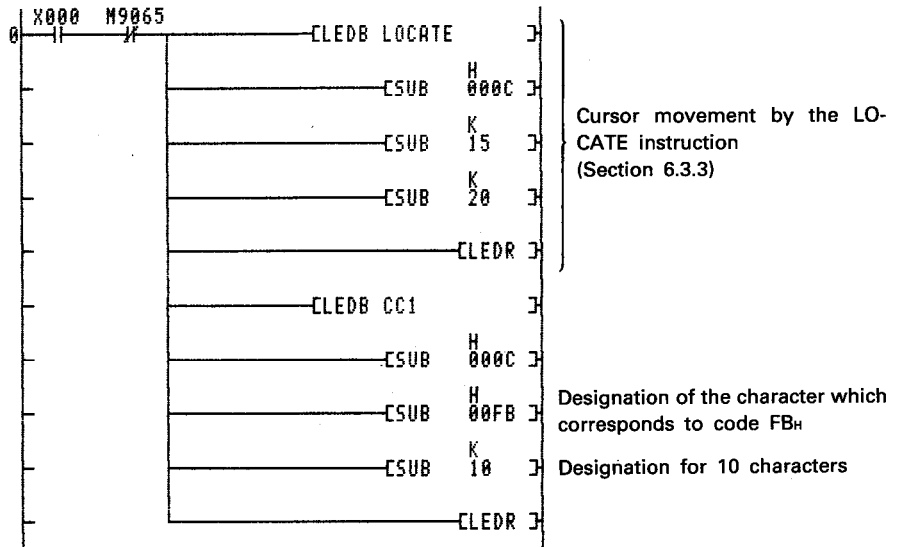 X000 M9065
0 [LEDB LOCATE ]
H
[SUB 000C ]
K
[SUB 15 ]
K
[SUB 20 ]
[LEDR ]
Cursor movement by the LO-
CATE instruction
(Section 6.3.3)
[LEDB CC1 ]
H
[SUB 000C ]
H
[SUB 00FB ]
Designation of the character which
corresponds to code FBH
K
[SUB 10 ]
Designation for 10 characters
[LEDR ]